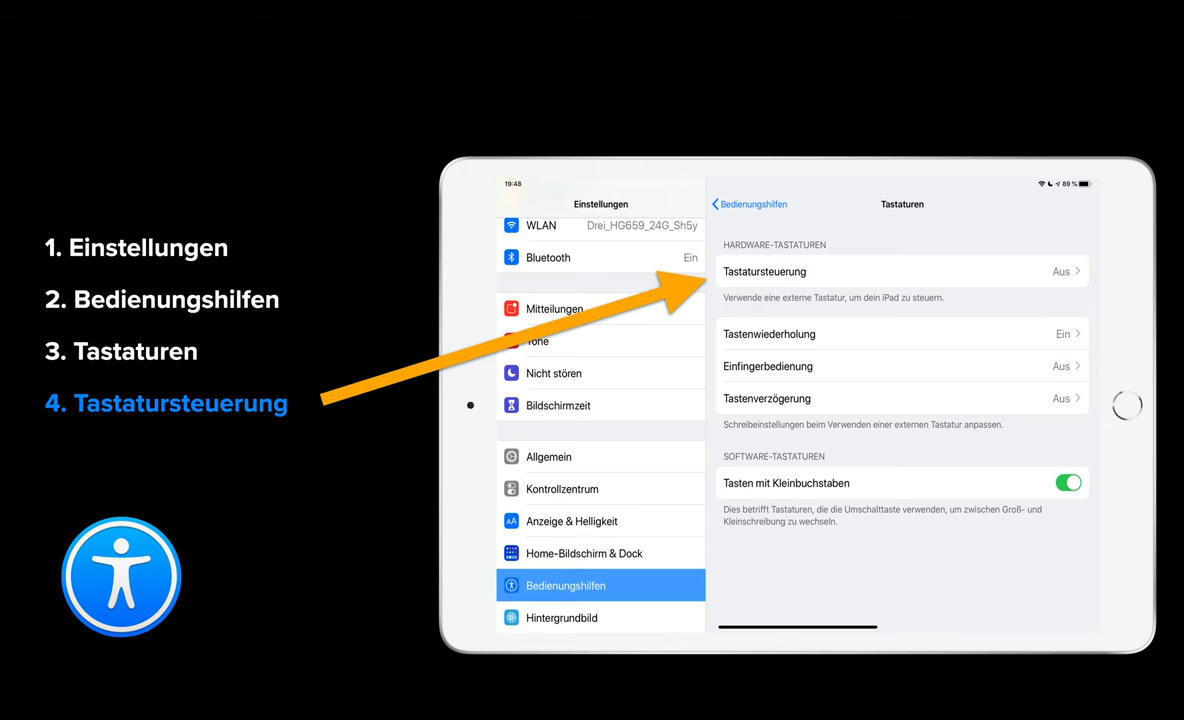 1. Einstellungen
2. Bedienungshilfen
3. Tastaturen
4. Tastatursteuerung
19:48
89 %
Einstellungen
WLAN Drei_HG659_24G_Sh5y
Bluetooth Ein
Mitteilungen
Töne
Nicht stören
Bildschirmzeit
Allgemein
Kontrollzentrum
AA Anzeige & Helligkeit
Home-Bildschirm & Dock
Bedienungshilfen
Hintergrundbild
Bedienungshilfen
Tastaturen
HARDWARE-TASTATUREN
Tastatursteuerung Aus
Verwende eine externe Tastatur, um dein iPad zu steuern.
Tastenwiederholung Ein
Einfingerbedienung Aus
Tastenverzögerung Aus
Schreibeinstellungen beim Verwenden einer externen Tastatur anpassen.
SOFTWARE-TASTATUREN
Tasten mit Kleinbuchstaben
Dies betrifft Tastaturen, die die Umschalttaste verwenden, um zwischen Groß- und
Kleinschreibung zu wechseln.